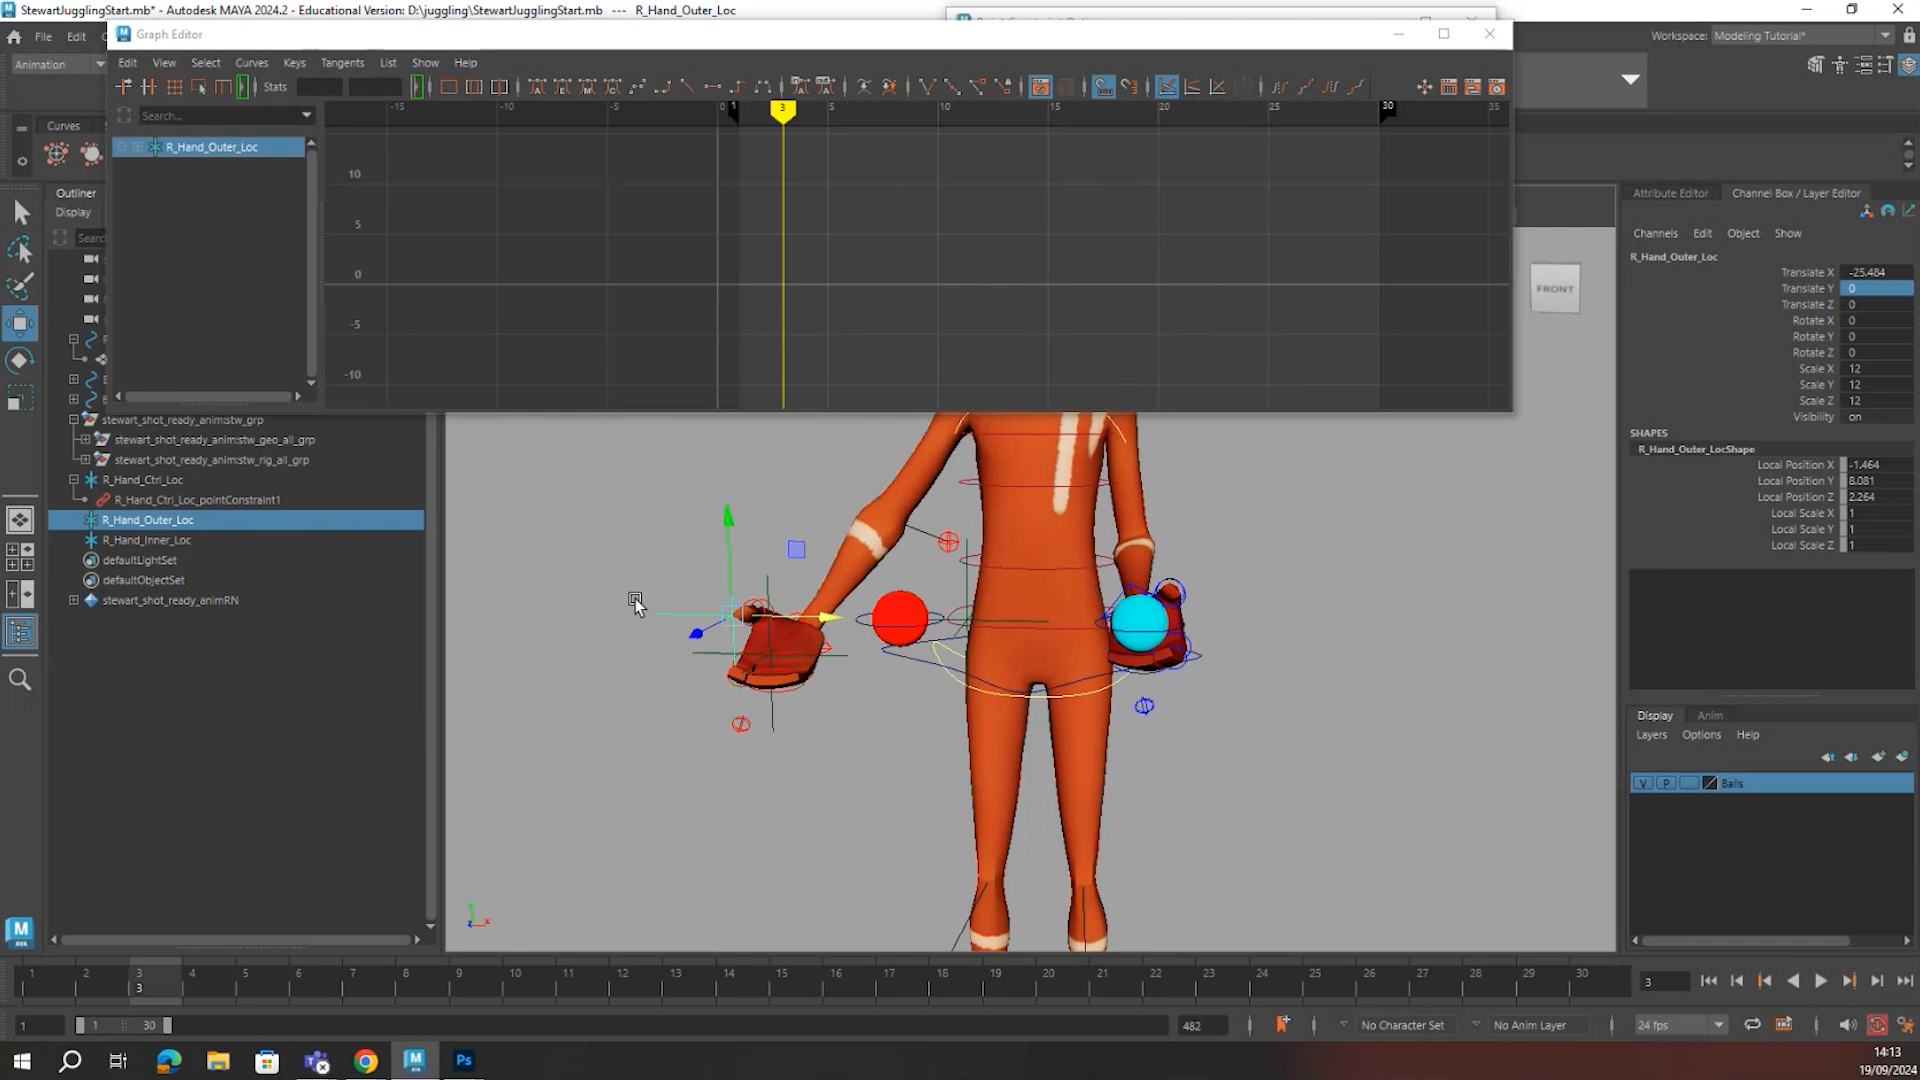 StewartJugglingStart.mb* - Autodesk MAYA 2024.2 - Educational Version: D:\juggling\StewartJugglingStart.mb --- R_Hand_Outer_Loc
File Edit
Workspace: Modeling Tutorial*
Graph Editor
Animation
Edit View Select Curves Keys Tangents List Show Help
Stats
Search...
-15 -10 -5 0 1 3 5 10 15 20 25 30 35
R_Hand_Outer_Loc
10
5
0
-5
-10
Curves
Outliner
Display
Search
stewart_shot_ready_anim:stw_grp
stewart_shot_ready_anim:stw_geo_all_grp
stewart_shot_ready_anim:stw_rig_all_grp
R_Hand_Ctrl_Loc
R_Hand_Ctrl_Loc_pointConstraint1
R_Hand_Outer_Loc
R_Hand_Inner_Loc
defaultLightSet
defaultObjectSet
stewart_shot_ready_animRN
FRONT
Attribute Editor Channel Box / Layer Editor
Channels Edit Object Show
R_Hand_Outer_Loc
Translate X -25.484
Translate Y 0
Translate Z 0
Rotate X 0
Rotate Y 0
Rotate Z 0
Scale X 12
Scale Y 12
Scale Z 12
Visibility on
SHAPES
R_Hand_Outer_LocShape
Local Position X -1.464
Local Position Y 8.081
Local Position Z 2.264
Local Scale X 1
Local Scale Y 1
Local Scale Z 1
Display Anim
Layers Options Help
V P Balls
1 2 3 4 5 6 7 8 9 10 11 12 13 14 15 16 17 18 19 20 21 22 23 24 25 26 27 28 29 30
3
3
1 1 30 482 No Character Set No Anim Layer 24 fps
14:13
19/09/2024